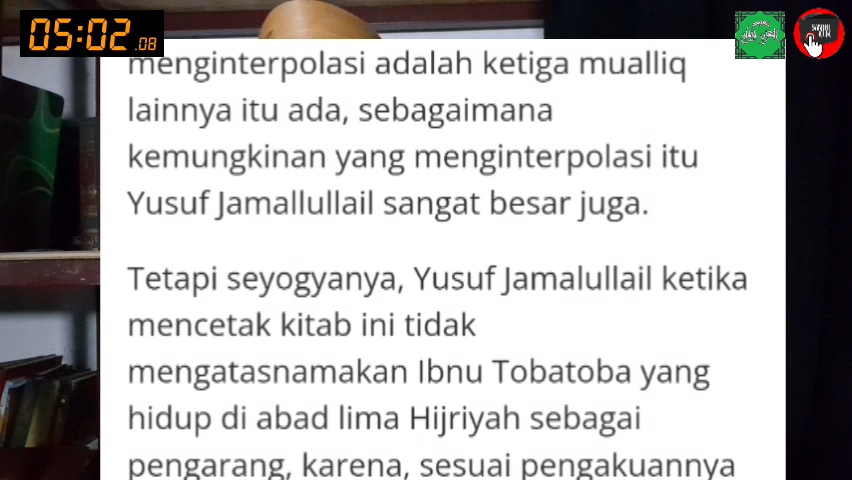 05:02.08
menginterpolasi adalah ketiga mualliq
lainnya itu ada, sebagaimana
kemungkinan yang menginterpolasi itu
Yusuf Jamallullail sangat besar juga.
Tetapi seyogyanya, Yusuf Jamalullail ketika
mencetak kitab ini tidak
mengatasnamakan Ibnu Tobatoba yang
hidup di abad lima Hijriyah sebagai
pengarang, karena, sesuai pengakuannya